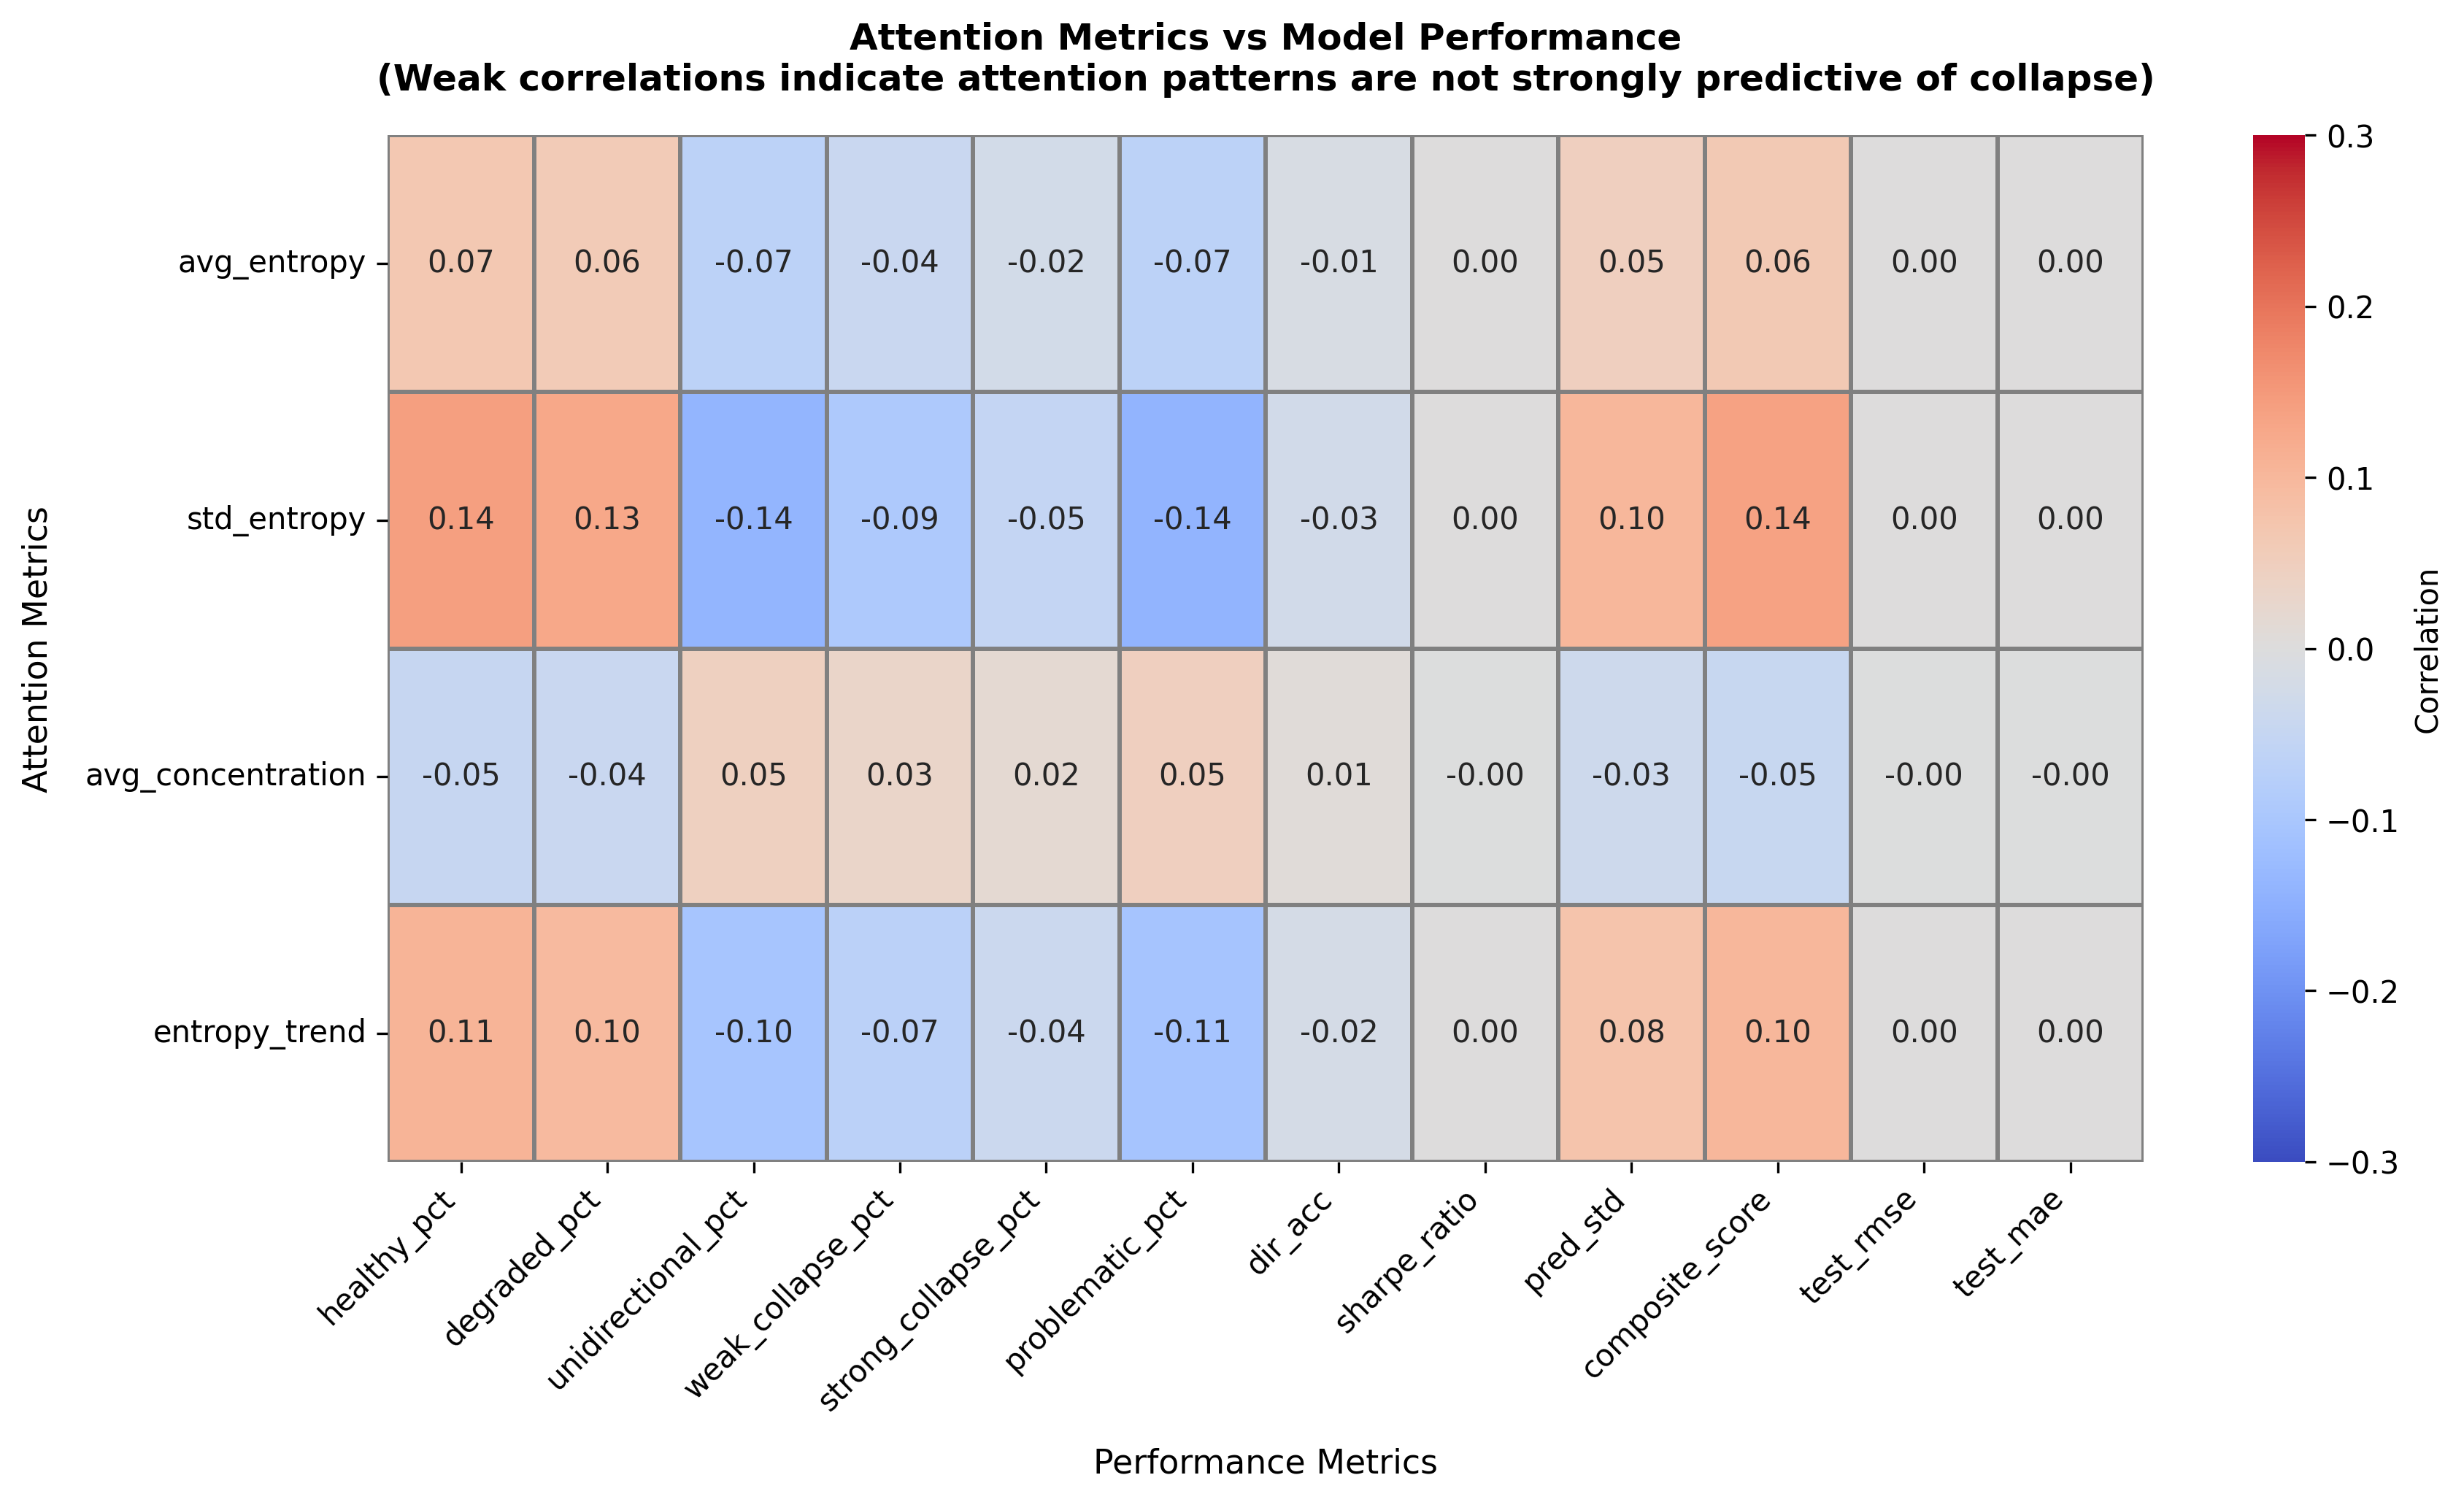 Attention Metrics vs Model Performance
(Weak correlations indicate attention patterns are not strongly predictive of collapse)
Attention Metrics
avg_entropy
0.07 0.06 -0.07 -0.04 -0.02 -0.07 -0.01 0.00 0.05 0.06 0.00 0.00
std_entropy
0.14 0.13 -0.14 -0.09 -0.05 -0.14 -0.03 0.00 0.10 0.14 0.00 0.00
avg_concentration
-0.05 -0.04 0.05 0.03 0.02 0.05 0.01 -0.00 -0.03 -0.05 -0.00 -0.00
entropy_trend
0.11 0.10 -0.10 -0.07 -0.04 -0.11 -0.02 0.00 0.08 0.10 0.00 0.00
healthy_pct
degraded_pct
unidirectional_pct
weak_collapse_pct
strong_collapse_pct
problematic_pct
dir_acc
sharpe_ratio
pred_std
composite_score
test_rmse
test_mae
Performance Metrics
0.3
0.2
0.1
0.0
−0.1
−0.2
−0.3
Correlation